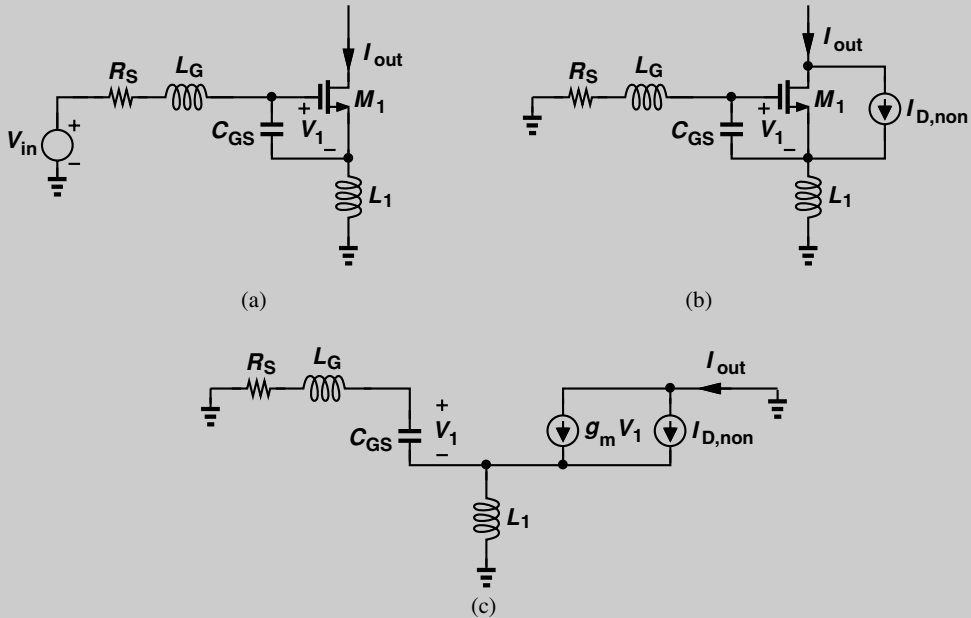 R_S L_G I_out
+ V_in − C_GS + V_1 − M_1
L_1
(a)
R_S L_G I_out
C_GS + V_1 − M_1 I_D,non
L_1
(b)
R_S L_G I_out
C_GS + V_1 − g_m V_1 I_D,non
L_1
(c)